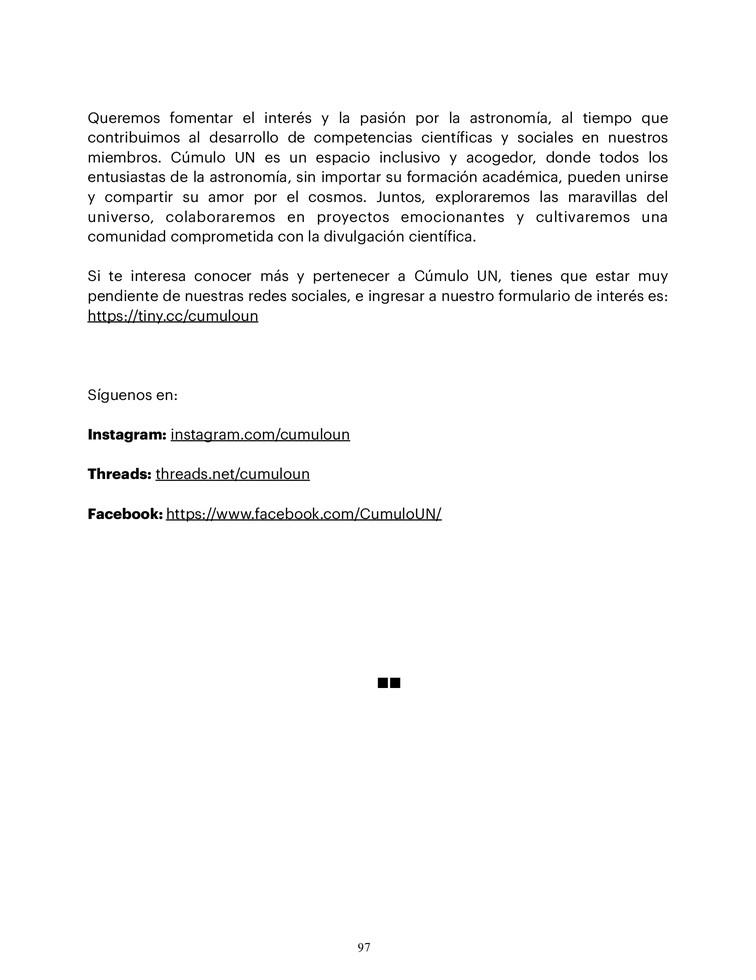 Queremos fomentar el interés y la pasión por la astronomía, al tiempo que
contribuimos al desarrollo de competencias científicas y sociales en nuestros
miembros. Cúmulo UN es un espacio inclusivo y acogedor, donde todos los
entusiastas de la astronomía, sin importar su formación académica, pueden unirse
y compartir su amor por el cosmos. Juntos, exploraremos las maravillas del
universo, colaboraremos en proyectos emocionantes y cultivaremos una
comunidad comprometida con la divulgación científica.
Si te interesa conocer más y pertenecer a Cúmulo UN, tienes que estar muy
pendiente de nuestras redes sociales, e ingresar a nuestro formulario de interés es:
https://tiny.cc/cumuloun
Síguenos en:
Instagram: instagram.com/cumuloun
Threads: threads.net/cumuloun
Facebook: https://www.facebook.com/CumuloUN/
■■
97